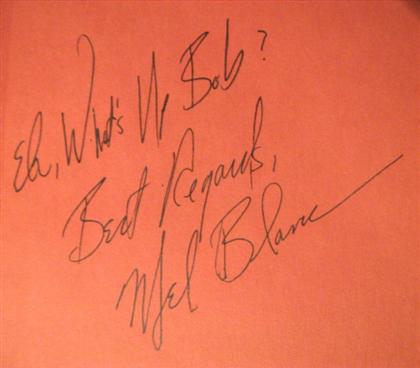 Eh, What's Up Bob?
Best Regards,
Mel Blanc